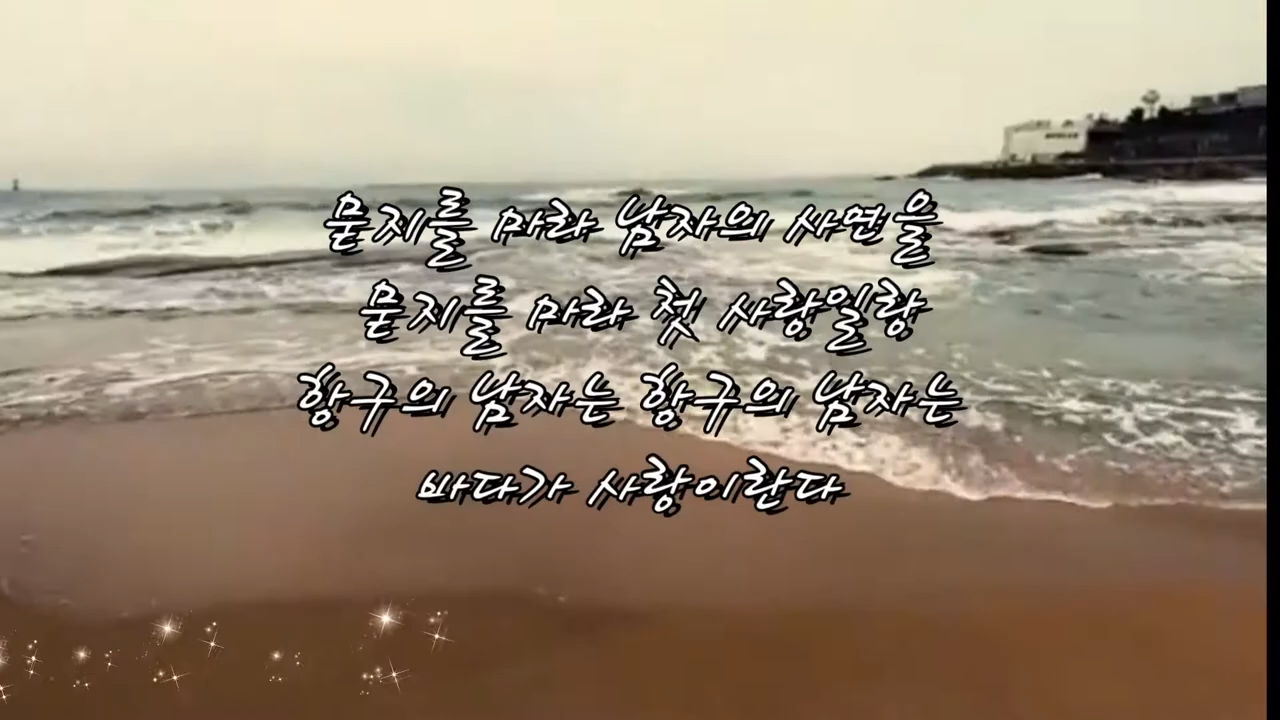 묻지를 마라 남자의 사연을
묻지를 마라 첫 사랑일랑
항구의 남자는 항구의 남자는
바다가 사랑이란다